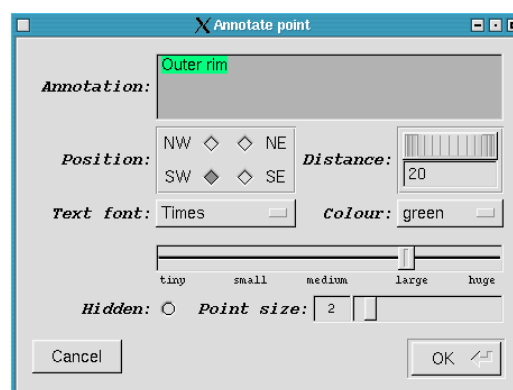 Annotate point
Outer rim
Annotation:
NW NE
Position: Distance:
SW SE 20
Text font: Times Colour: green
tiny small medium large huge
Hidden: Point size: 2
Cancel OK